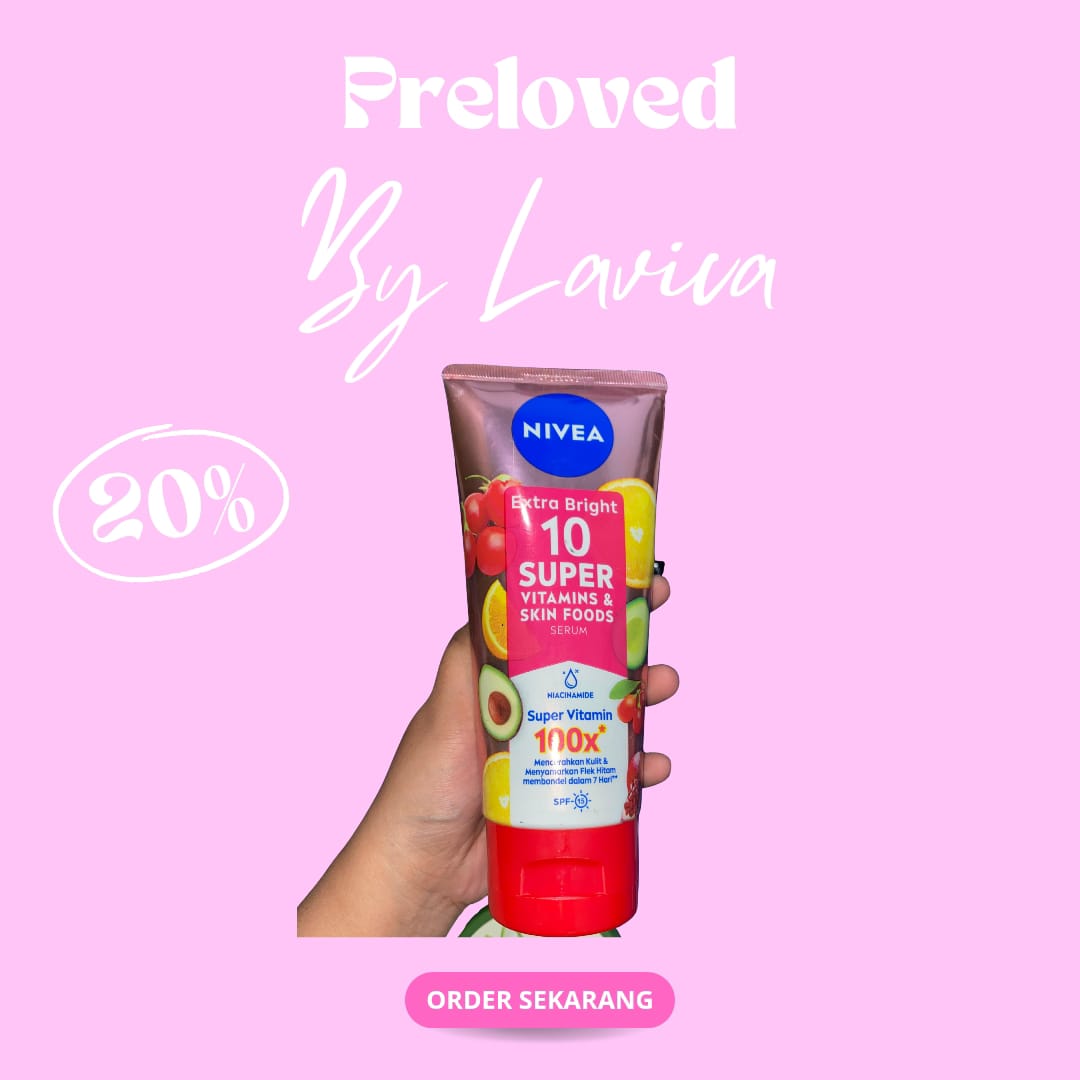 Preloved
By Laviva
20%
NIVEA
Extra Bright
10
SUPER
VITAMINS &
SKIN FOODS
SERUM
NIACINAMIDE
Super Vitamin
100x*
Mencerahkan Kulit &
Menyamarkan Flek Hitam
membandel dalam 7 Hari**
SPF-15
ORDER SEKARANG